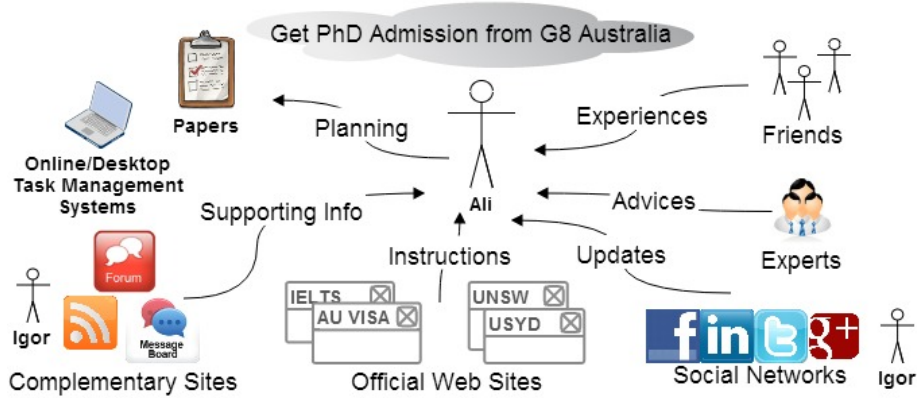 Get PhD Admission from G8 Australia
Papers
Planning
Experiences
Friends
Online/Desktop
Task Management
Systems
Ali
Supporting Info
Advices
Instructions
Updates
Experts
Forum
Igor
Message
Board
Complementary Sites
IELTS
AU VISA
UNSW
USYD
Official Web Sites
f
in
t
g+
Social Networks
Igor